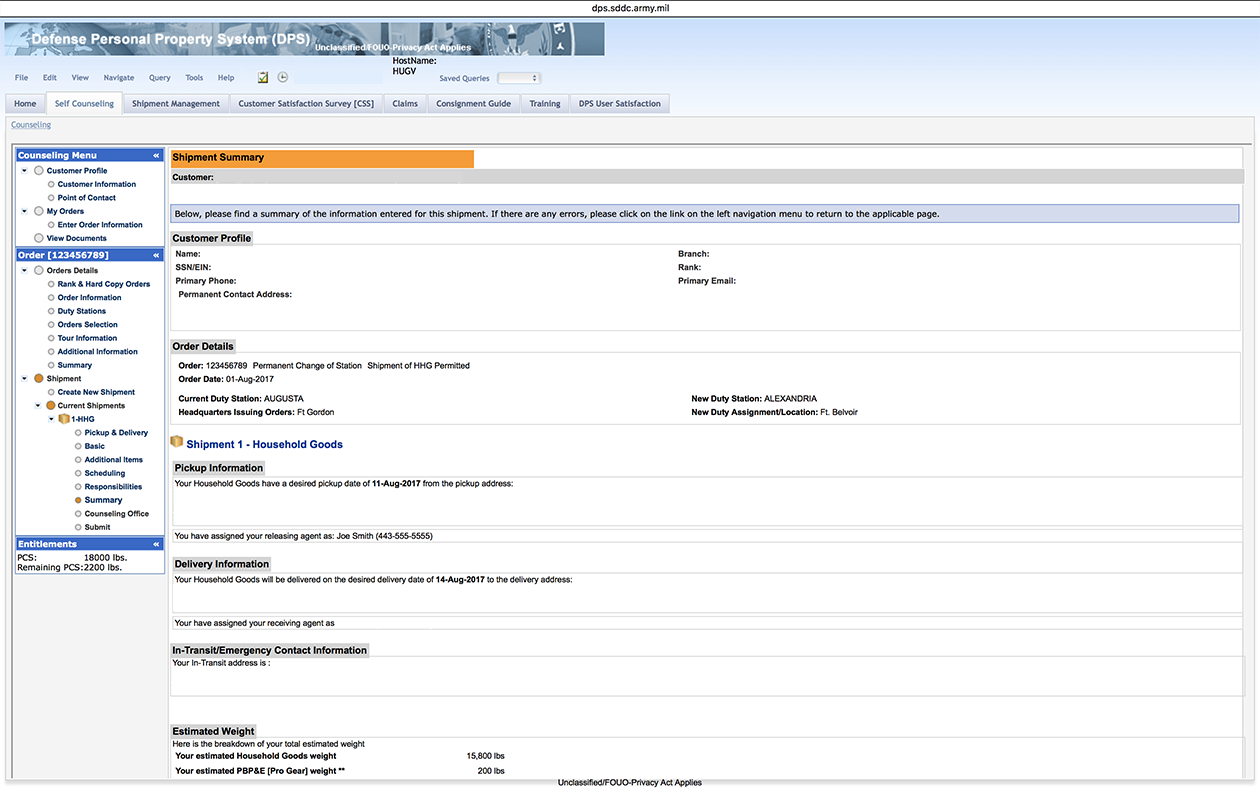 dps.sddc.army.mil
Defense Personal Property System (DPS) Unclassified/FOUO-Privacy Act Applies
HostName:
HUGV
File Edit View Navigate Query Tools Help Saved Queries
Home Self Counseling Shipment Management Customer Satisfaction Survey [CSS] Claims Consignment Guide Training DPS User Satisfaction
Counseling
Counseling Menu «
Customer Profile
Customer Information
Point of Contact
My Orders
Enter Order Information
View Documents
Order [123456789] «
Orders Details
Rank & Hard Copy Orders
Order Information
Duty Stations
Orders Selection
Tour Information
Additional Information
Summary
Shipment
Create New Shipment
Current Shipments
1-HHG
Pickup & Delivery
Basic
Additional Items
Scheduling
Responsibilities
Summary
Counseling Office
Submit
Entitlements «
PCS: 18000 lbs.
Remaining PCS:2200 lbs.
Shipment Summary
Customer:
Below, please find a summary of the information entered for this shipment. If there are any errors, please click on the link on the left navigation menu to return to the applicable page.
Customer Profile
Name: Branch:
SSN/EIN: Rank:
Primary Phone: Primary Email:
Permanent Contact Address:
Order Details
Order: 123456789 Permanent Change of Station Shipment of HHG Permitted
Order Date: 01-Aug-2017
Current Duty Station: AUGUSTA New Duty Station: ALEXANDRIA
Headquarters Issuing Orders: Ft Gordon New Duty Assignment/Location: Ft. Belvoir
Shipment 1 - Household Goods
Pickup Information
Your Household Goods have a desired pickup date of 11-Aug-2017 from the pickup address:
You have assigned your releasing agent as: Joe Smith (443-555-5555)
Delivery Information
Your Household Goods will be delivered on the desired delivery date of 14-Aug-2017 to the delivery address:
Your have assigned your receiving agent as
In-Transit/Emergency Contact Information
Your In-Transit address is :
Estimated Weight
Here is the breakdown of your total estimated weight
Your estimated Household Goods weight 15,800 lbs
Your estimated PBP&E [Pro Gear] weight ** 200 lbs
Unclassified/FOUO-Privacy Act Applies